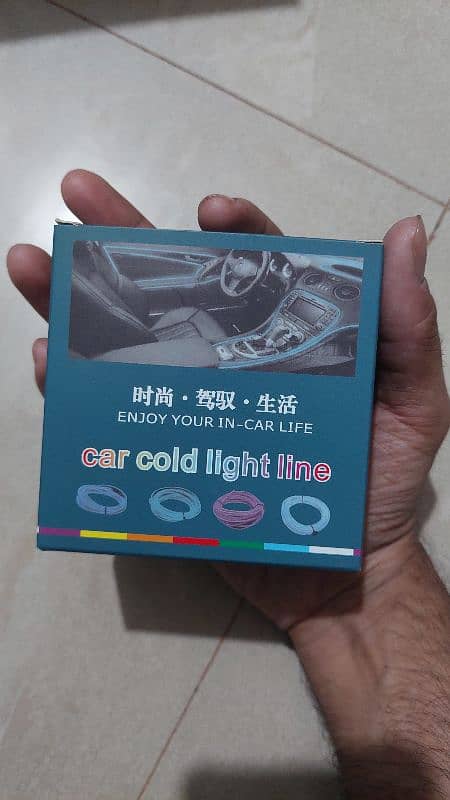 时尚·驾驭·生活
ENJOY YOUR IN-CAR LIFE
car cold light line